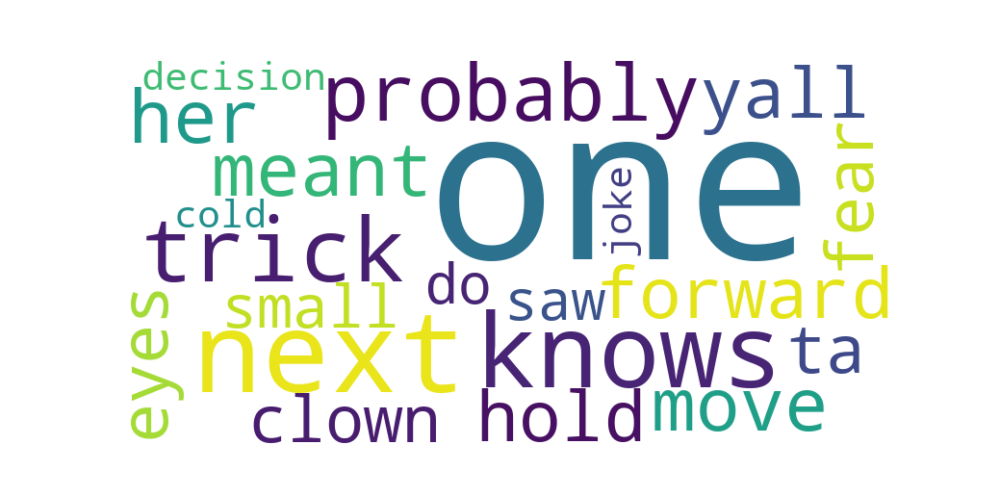 decision
her
probably
yall
meant
one
fear
cold
joke
trick
do
small
saw
forward
eyes
next
knows
ta
clown
hold
move